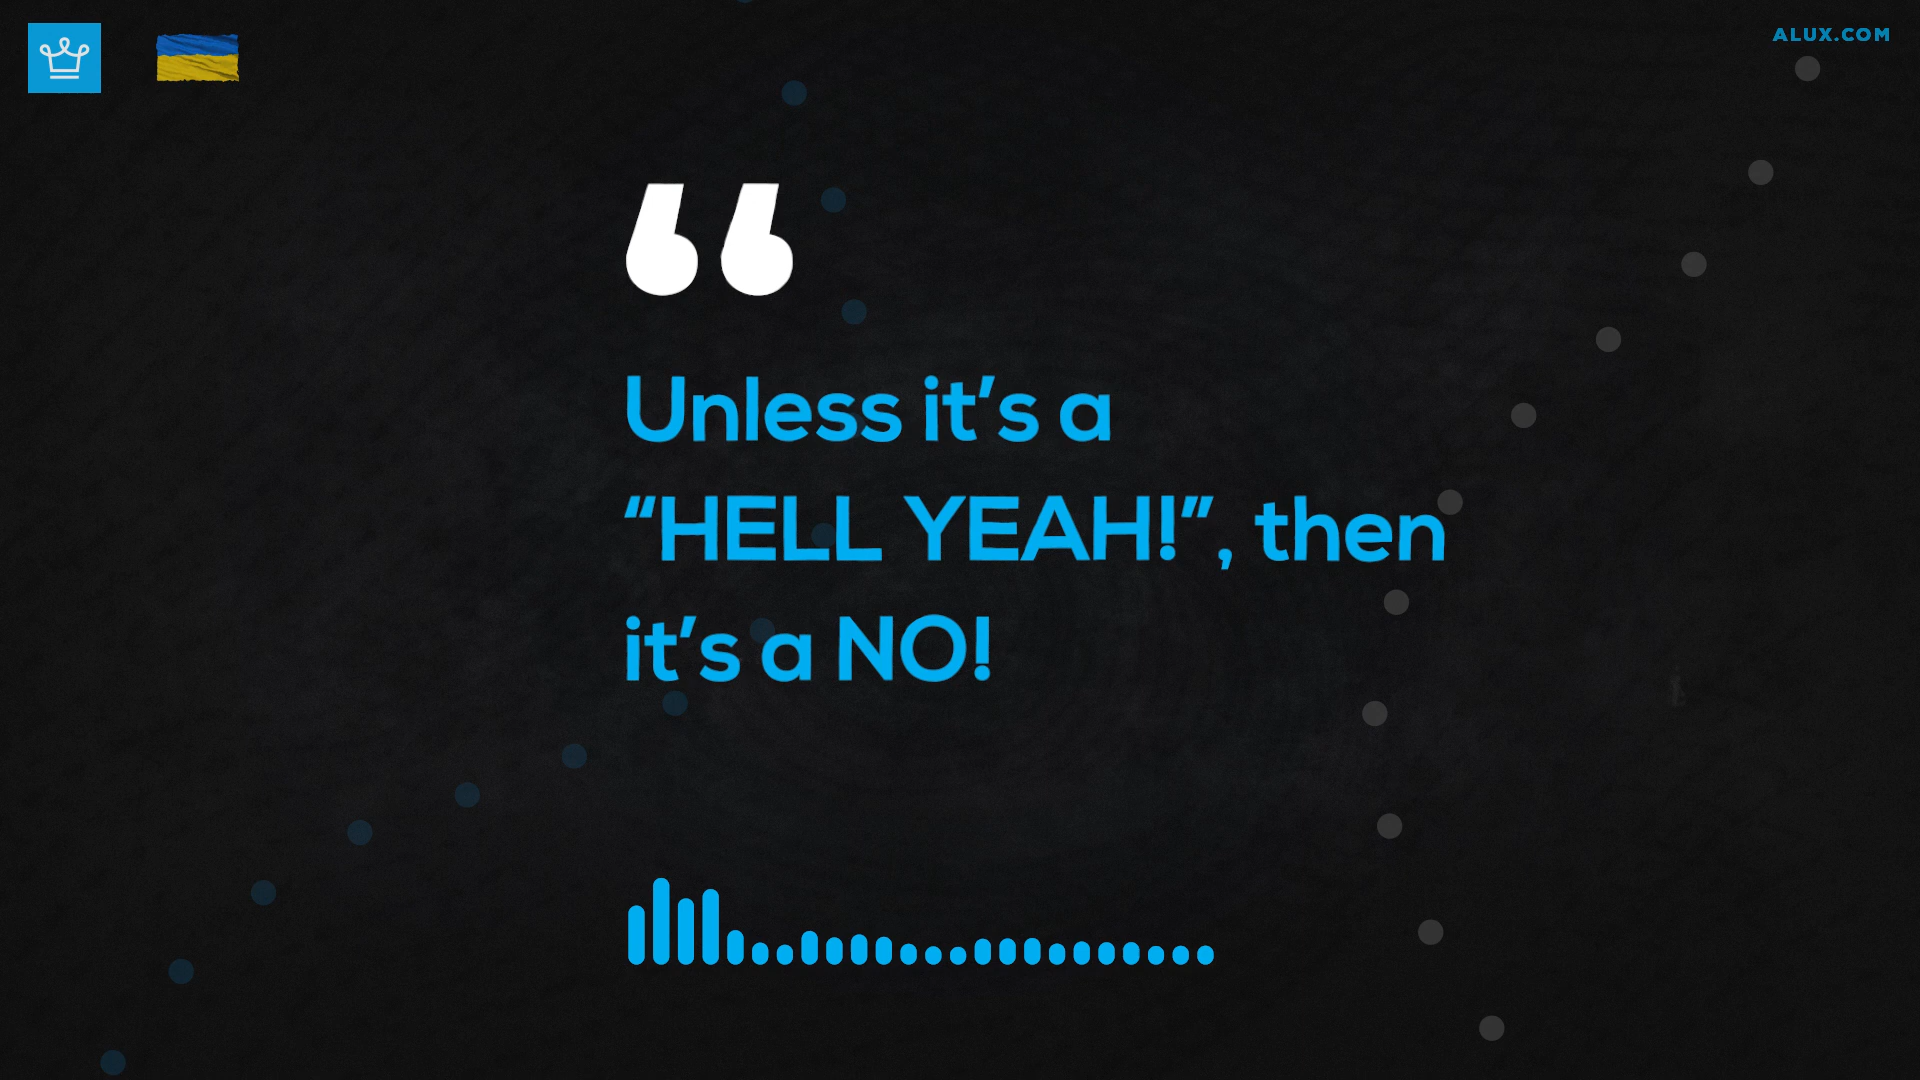 ALUX.COM
“
Unless it’s a
“HELL YEAH!”, then
it’s a NO!